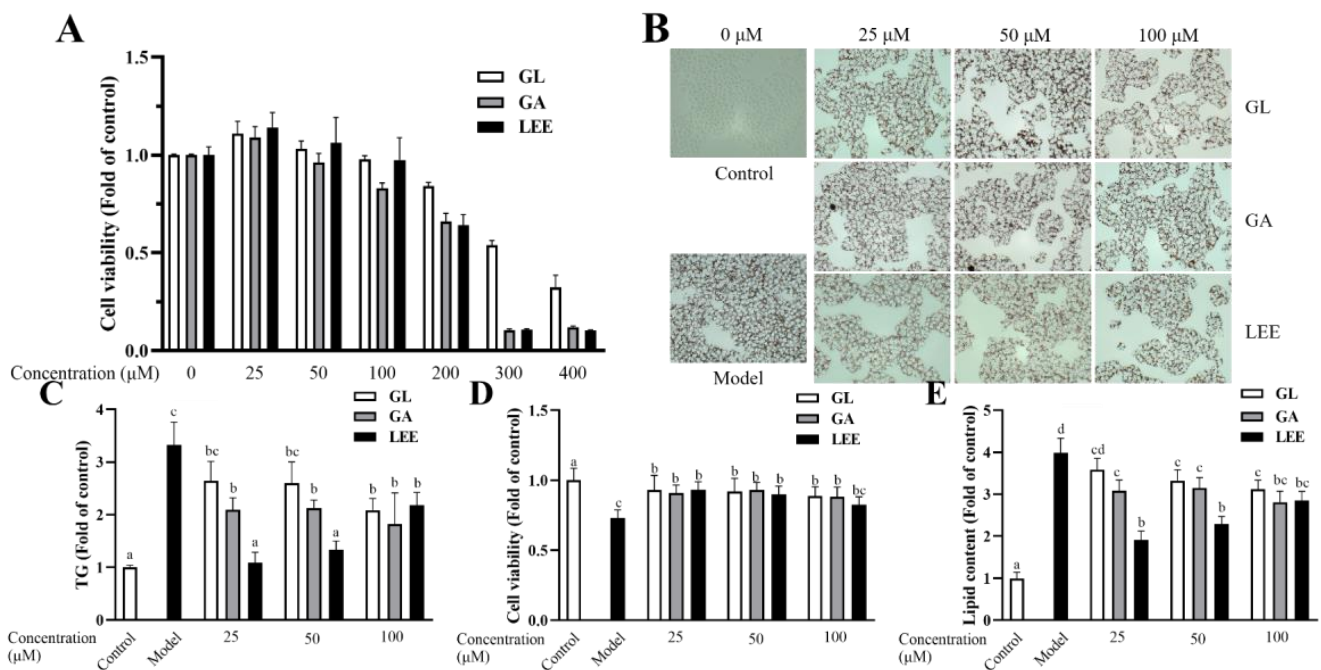 A
Cell viability (Fold of control)
1.5
1.0
0.5
0.0
GL
GA
LEE
Concentration (μM) 0 25 50 100 200 300 400
B
0 μM 25 μM 50 μM 100 μM
Control
Model
GL
GA
LEE
C
TG (Fold of control)
4
3
2
1
0
GL
GA
LEE
a c bc b a bc b a b b b
Concentration
(μM)
Control Model 25 50 100
D
Cell viability (Fold of control)
1.5
1.0
0.5
0.0
GL
GA
LEE
a c b b b b b b b b bc
Concentration
(μM)
Control Model 25 50 100
E
Lipid content (Fold of control)
5
4
3
2
1
0
GL
GA
LEE
a d cd c b c c b c bc bc
Concentration
(μM)
Control Model 25 50 100